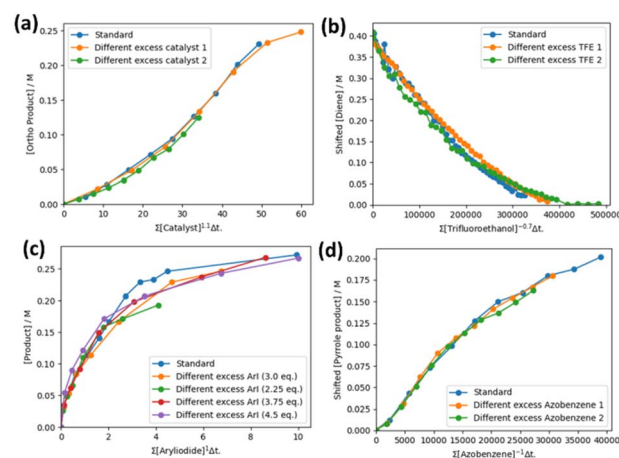 (a)
Standard
Different excess catalyst 1
Different excess catalyst 2
[Ortho Product] / M
0.25
0.20
0.15
0.10
0.05
0.00
0 10 20 30 40 50 60
Σ[Catalyst]¹·¹Δt.
(b)
Standard
Different excess TFE 1
Different excess TFE 2
Shifted [Diene] / M
0.40
0.35
0.30
0.25
0.20
0.15
0.10
0.05
0.00
0 100000 200000 300000 400000 500000
Σ[Trifluoroethanol]⁻⁰·⁷Δt.
(c)
[Product] / M
0.25
0.20
0.15
0.10
0.05
0.00
Standard
Different excess ArI (3.0 eq.)
Different excess ArI (2.25 eq.)
Different excess ArI (3.75 eq.)
Different excess ArI (4.5 eq.)
0 2 4 6 8 10
Σ[Aryliodide]¹Δt.
(d)
Shifted [Pyrrole product] / M
0.200
0.175
0.150
0.125
0.100
0.075
0.050
0.025
0.000
Standard
Different excess Azobenzene 1
Different excess Azobenzene 2
0 5000 10000 15000 20000 25000 30000 35000 40000
Σ[Azobenzene]⁻¹Δt.